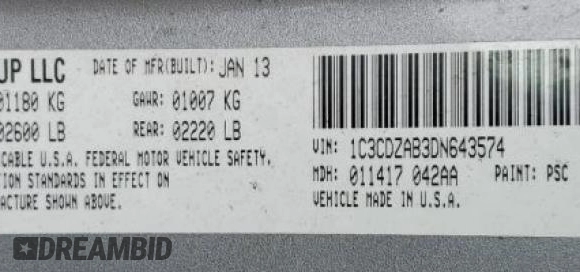 UP LLC DATE OF MFR(BUILT): JAN 13
01180 KG GAWR: 01007 KG
02600 LB REAR: 02220 LB
CABLE U.S.A. FEDERAL MOTOR VEHICLE SAFETY,
TION STANDARDS IN EFFECT ON
ACTURE SHOWN ABOVE.
VIN: 1C3CDZAB3DN643574
MDH: 011417 042AA PAINT: PSC
VEHICLE MADE IN U.S.A.
DREAMBID